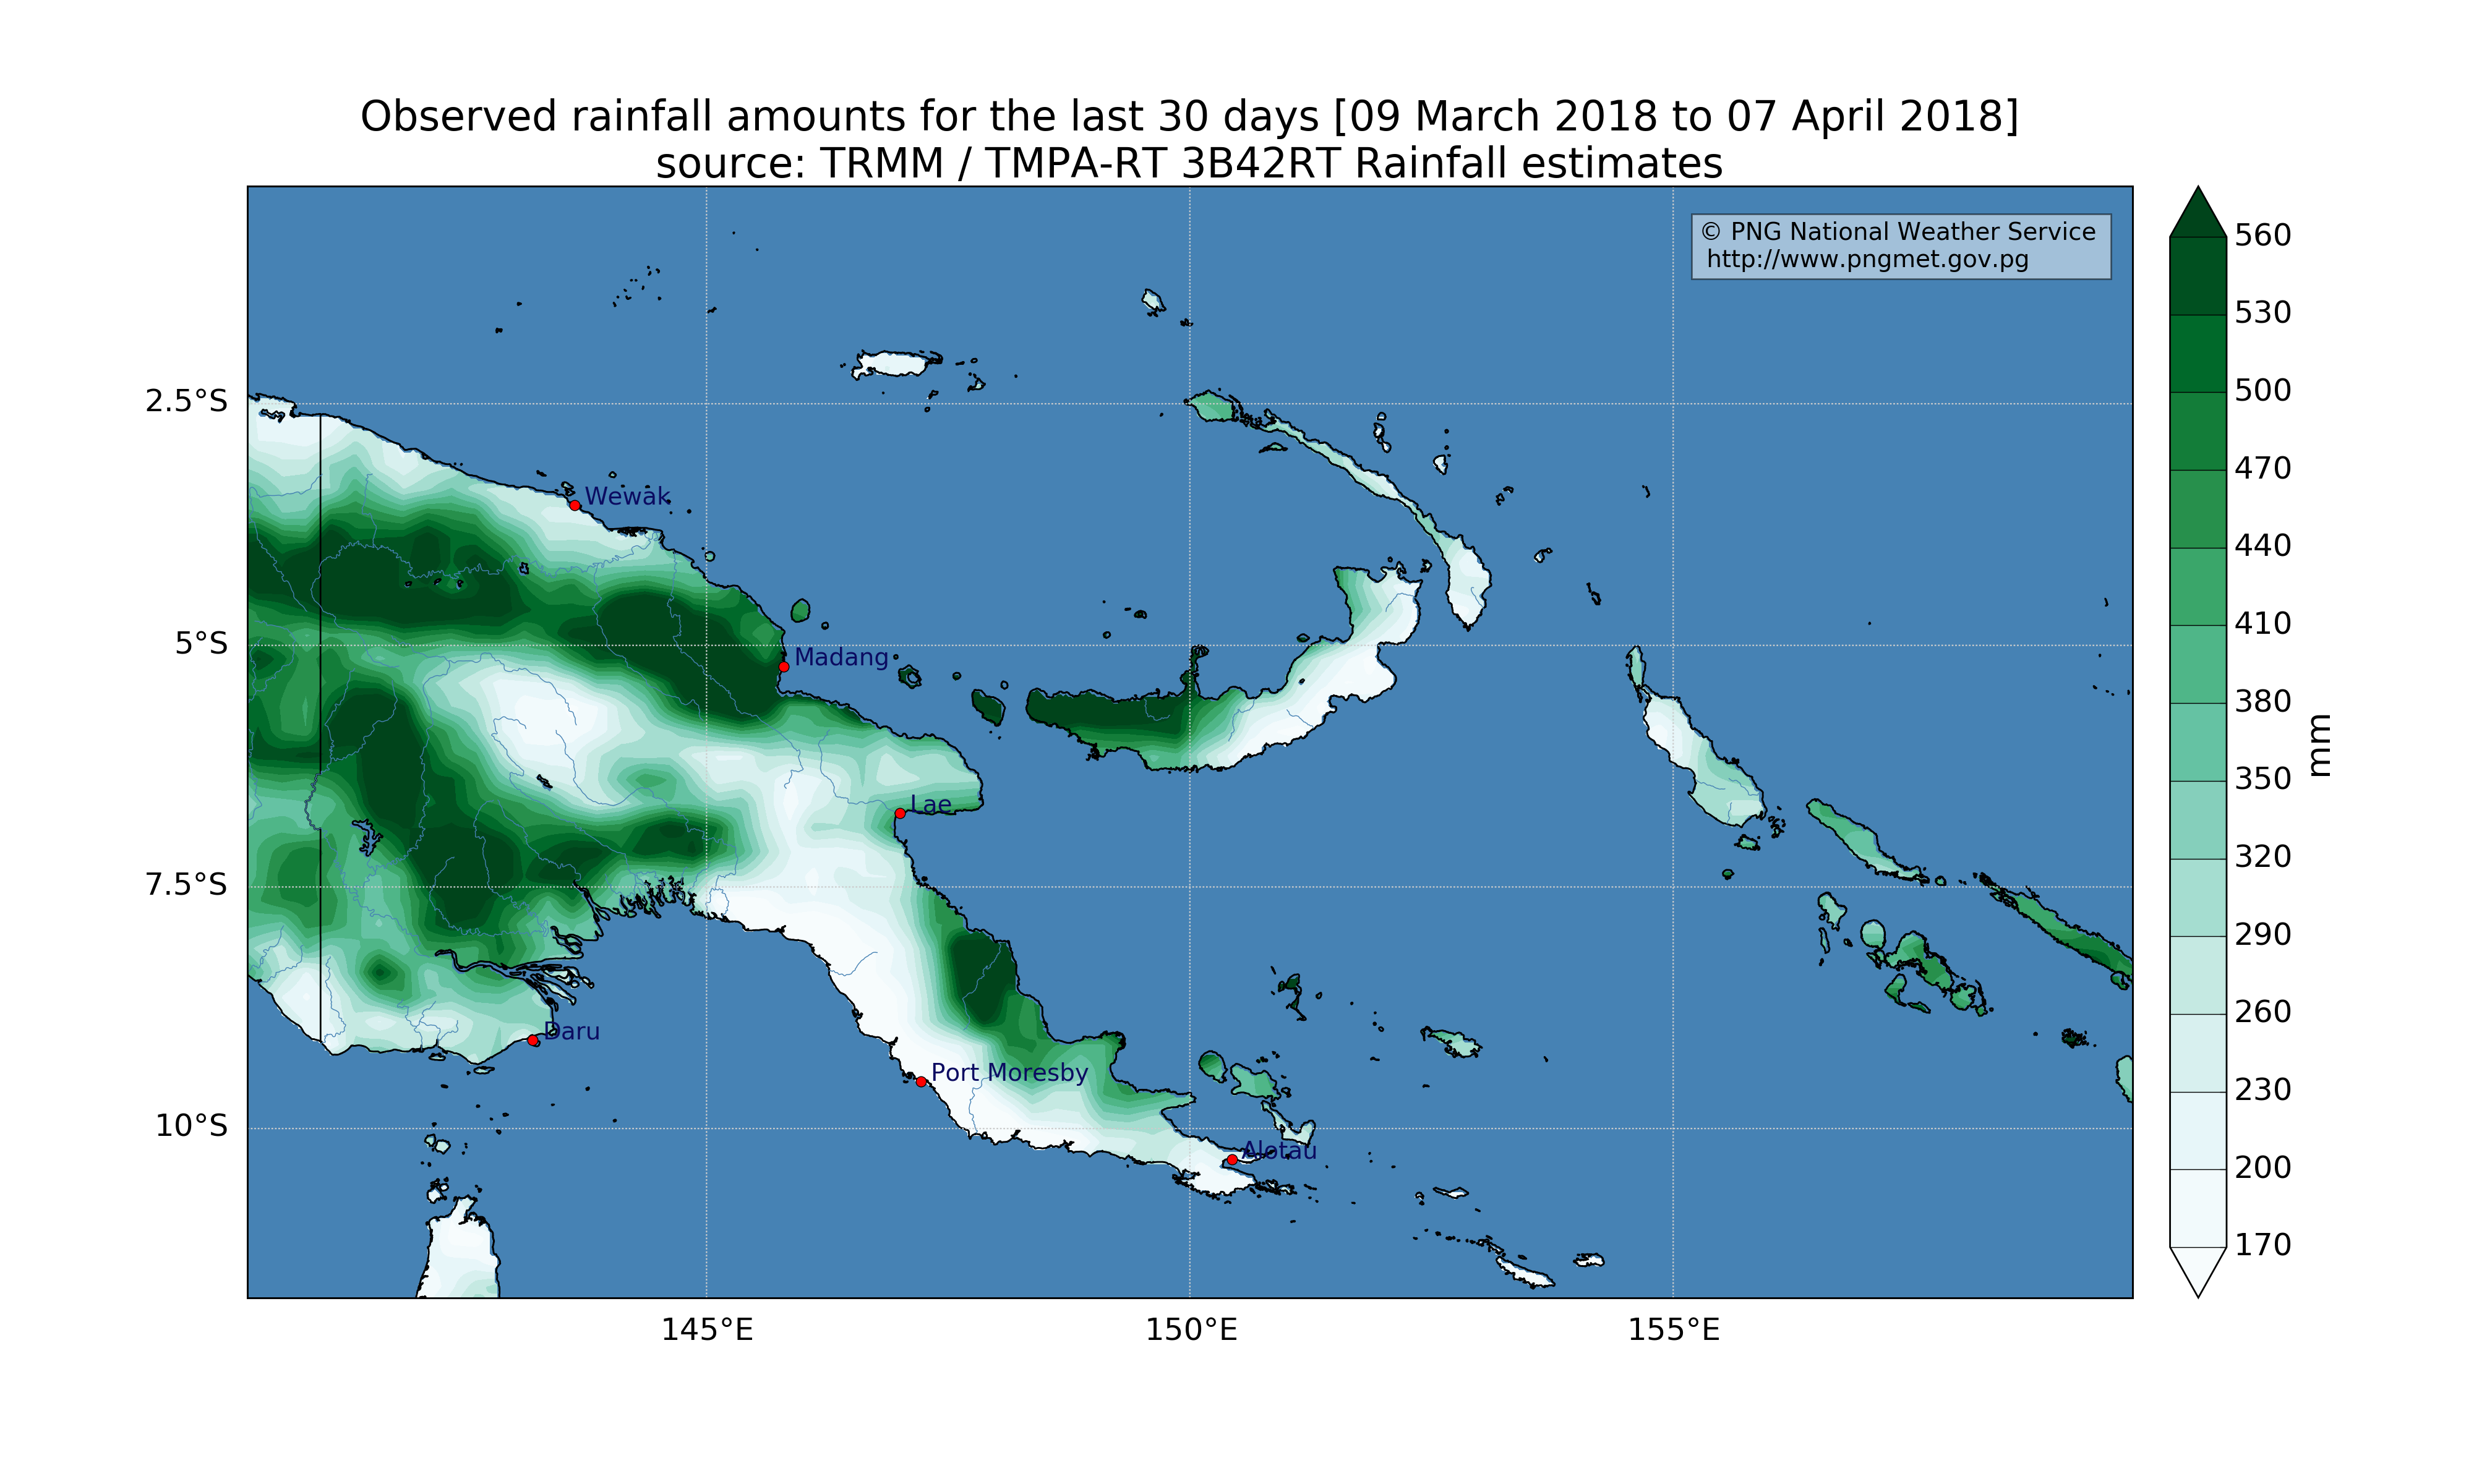 Observed rainfall amounts for the last 30 days [09 March 2018 to 07 April 2018]
source: TRMM / TMPA-RT 3B42RT Rainfall estimates
© PNG National Weather Service
http://www.pngmet.gov.pg
560
530
500
470
440
410
380
350
320
290
260
230
200
170
mm
2.5°S
5°S
7.5°S
10°S
Wewak
Madang
Lae
Daru
Port Moresby
Alotau
145°E
150°E
155°E